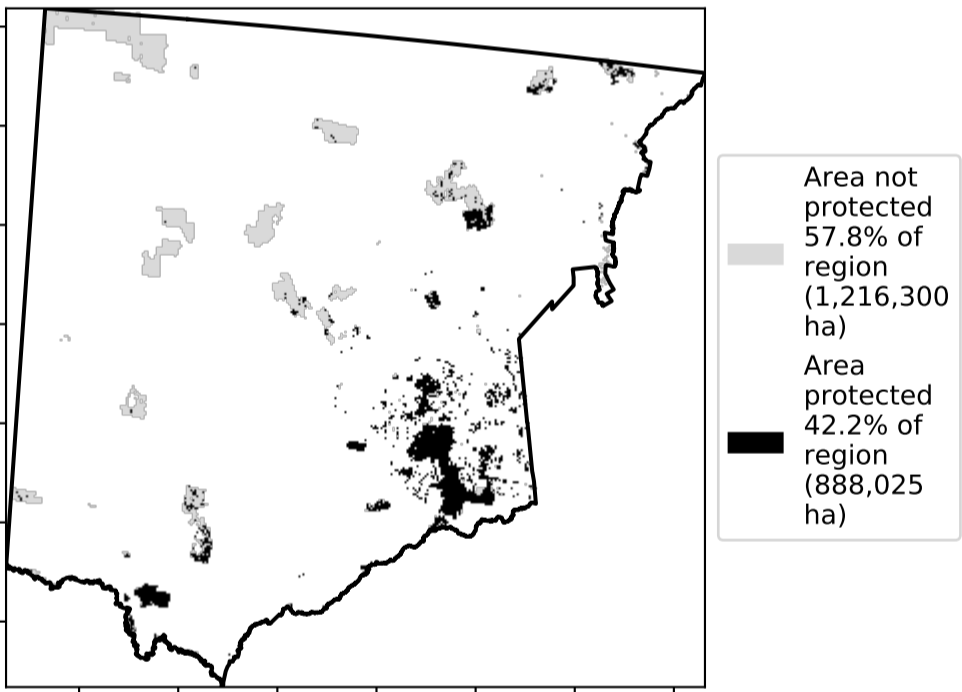 Area not
protected
57.8% of
region
(1,216,300
ha)
Area
protected
42.2% of
region
(888,025
ha)